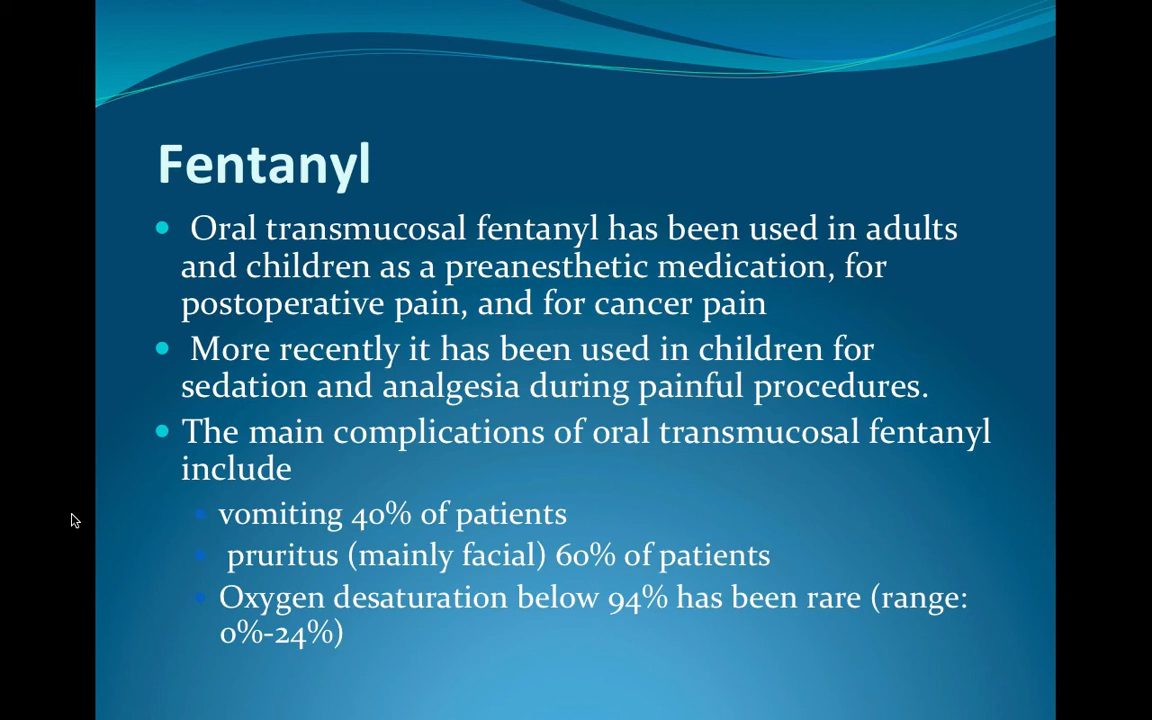 Fentanyl
Oral transmucosal fentanyl has been used in adults
and children as a preanesthetic medication, for
postoperative pain, and for cancer pain
More recently it has been used in children for
sedation and analgesia during painful procedures.
The main complications of oral transmucosal fentanyl
include
vomiting 40% of patients
pruritus (mainly facial) 60% of patients
Oxygen desaturation below 94% has been rare (range:
0%-24%)